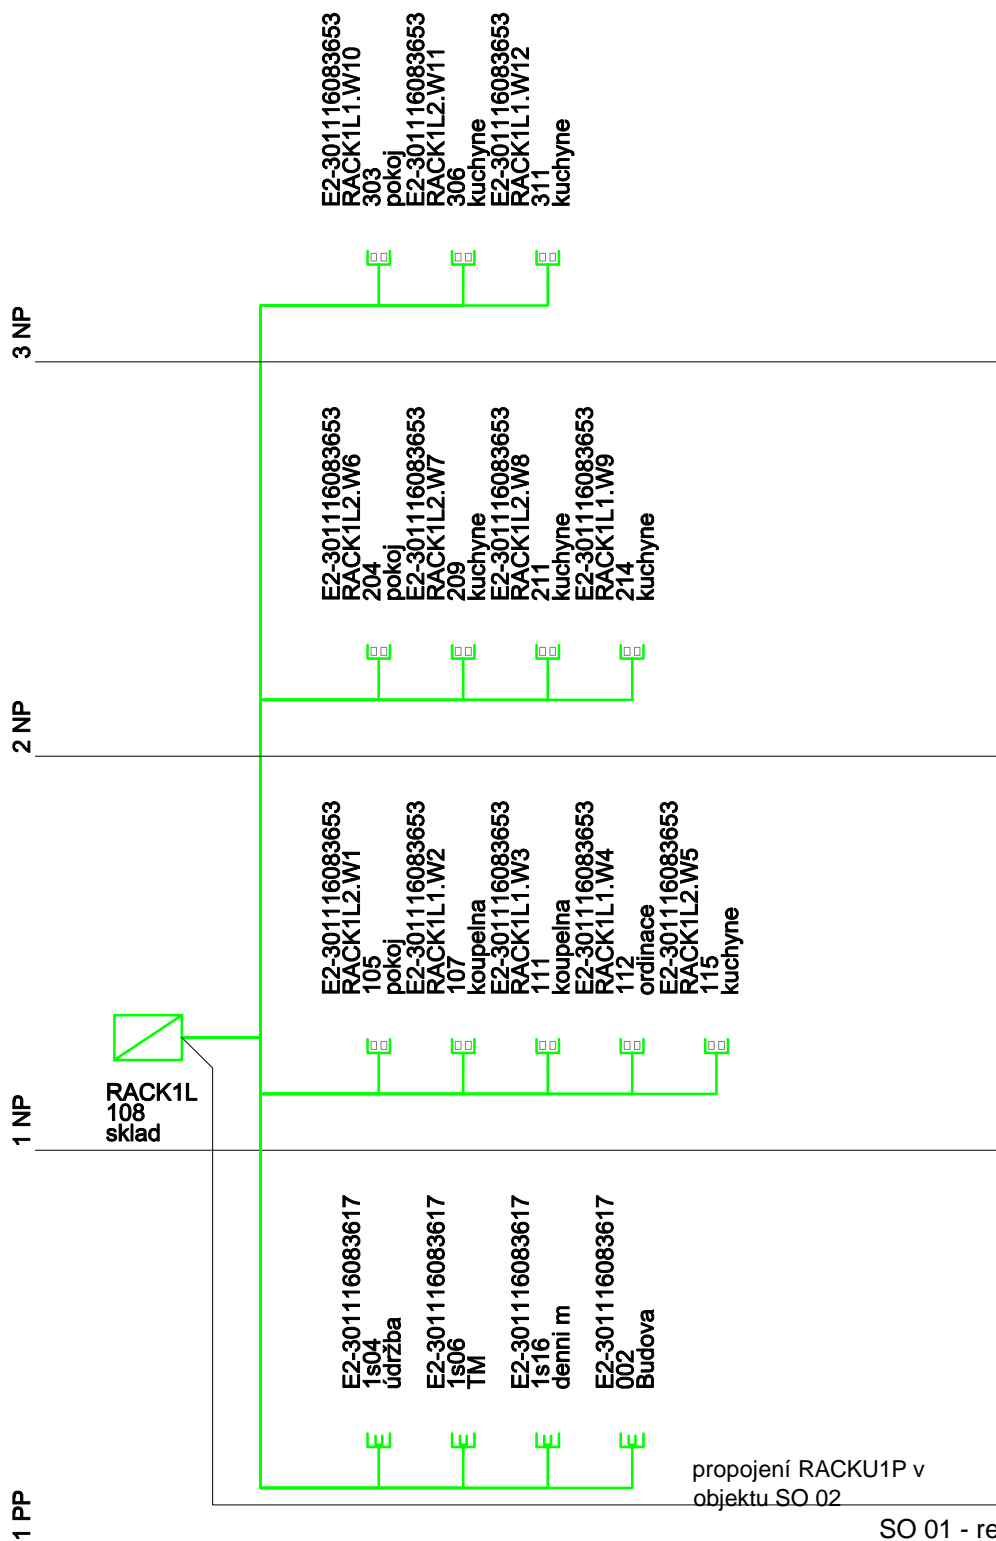 3 NP
E2-301116083653
RACK1L1.W10
303
pokoj
E2-301116083653
RACK1L2.W11
306
kuchyne
E2-301116083653
RACK1L1.W12
311
kuchyne
2 NP
E2-301116083653
RACK1L2.W6
204
pokoj
E2-301116083653
RACK1L2.W7
209
kuchyne
E2-301116083653
RACK1L2.W8
211
kuchyne
E2-301116083653
RACK1L1.W9
214
kuchyne
1 NP
RACK1L
108
sklad
E2-301116083653
RACK1L2.W1
105
pokoj
E2-301116083653
RACK1L1.W2
107
koupelna
E2-301116083653
RACK1L1.W3
111
koupelna
E2-301116083653
RACK1L1.W4
112
ordinace
E2-301116083653
RACK1L2.W5
115
kuchyne
1 PP
E2-301116083617
1s04
údržba
E2-301116083617
1s06
TM
E2-301116083617
1s16
denni m
E2-301116083617
002
Budova
propojení RACKU1P v
objektu SO 02
SO 01 - re